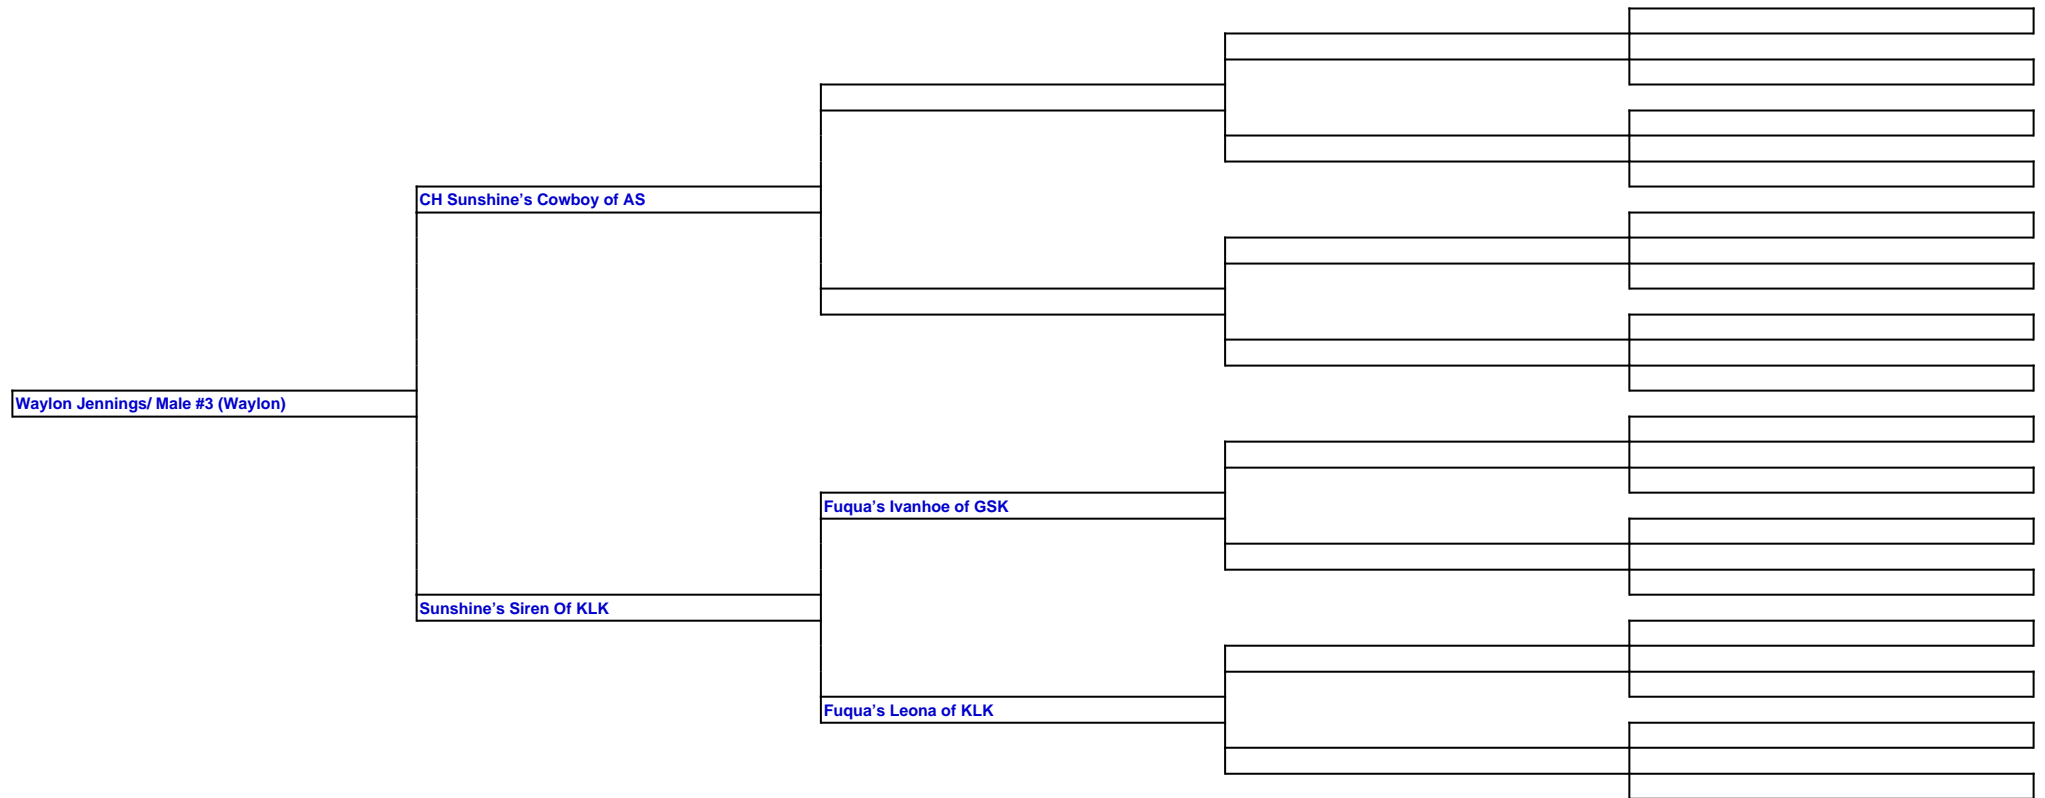 CH Sunshine’s Cowboy of AS
Waylon Jennings/ Male #3 (Waylon)
Fuqua’s Ivanhoe of GSK
Sunshine’s Siren Of KLK
Fuqua’s Leona of KLK